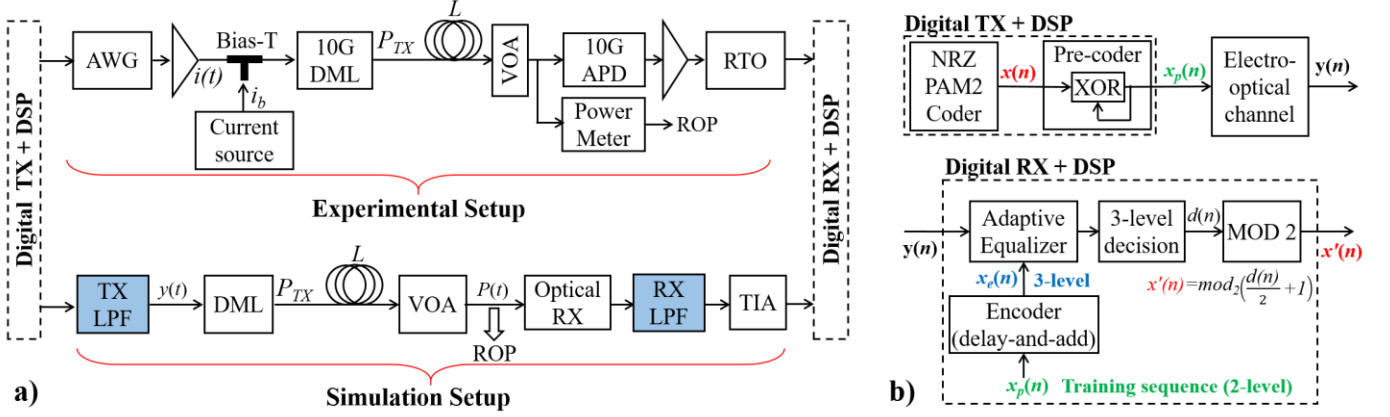 Digital TX + DSP
AWG
i(t)
Bias-T
i_b
Current
source
10G
DML
P_TX
L
VOA
10G
APD
Power
Meter
ROP
RTO
Digital RX + DSP
Experimental Setup
TX
LPF
y(t)
DML
P_TX
L
VOA
P(t)
ROP
Optical
RX
RX
LPF
TIA
a)
Simulation Setup
Digital TX + DSP
NRZ
PAM2
Coder
x(n)
Pre-coder
XOR
x_p(n)
Electro-
optical
channel
y(n)
Digital RX + DSP
y(n)
Adaptive
Equalizer
3-level
decision
d(n)
MOD 2
x'(n)
x_e(n) 3-level
x'(n)=mod_2(d(n)/2 +1)
Encoder
(delay-and-add)
b)
x_p(n) Training sequence (2-level)